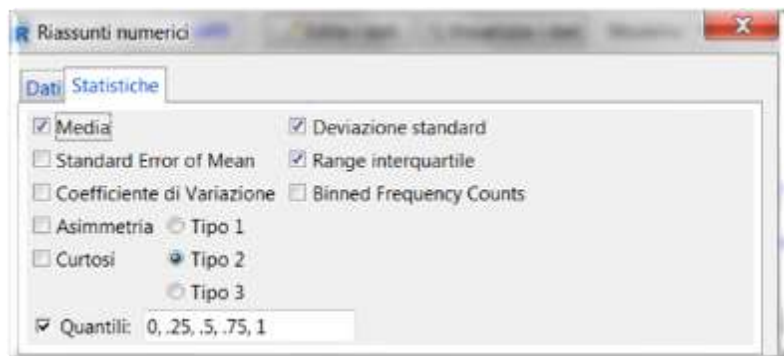 Riassunti numerici
Dati Statistiche
Media Deviazione standard
Standard Error of Mean Range interquartile
Coefficiente di Variazione Binned Frequency Counts
Asimmetria Tipo 1
Curtosi Tipo 2
Tipo 3
Quantili: 0, .25, .5, .75, 1